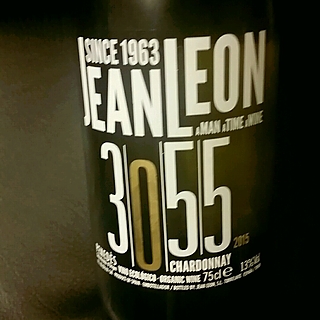 SINCE 1963
JEAN LEON
A MAN A TIME A WINE
3055
2015
CHARDONNAY
PENEDÈS
VINO ECOLÓGICO · ORGANIC WINE 75cl e 13%vol